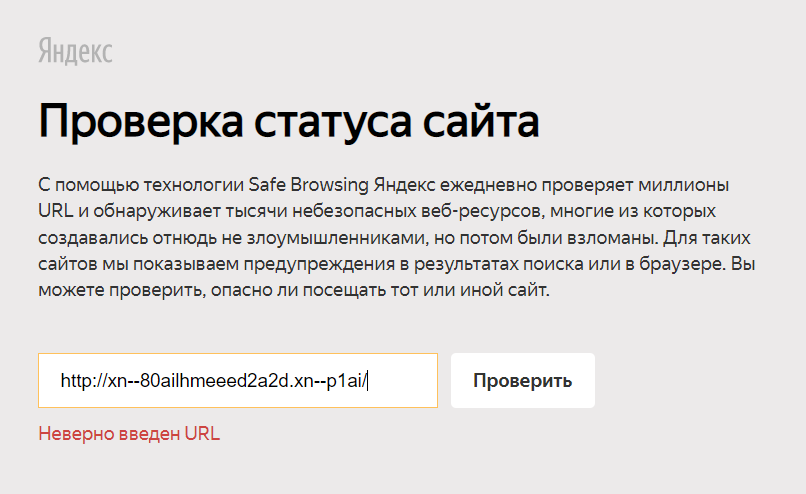 Яндекс
Проверка статуса сайта
С помощью технологии Safe Browsing Яндекс ежедневно проверяет миллионы
URL и обнаруживает тысячи небезопасных веб-ресурсов, многие из которых
создавались отнюдь не злоумышленниками, но потом были взломаны. Для таких
сайтов мы показываем предупреждения в результатах поиска или в браузере. Вы
можете проверить, опасно ли посещать тот или иной сайт.
http://xn--80ailhmeeed2a2d.xn--p1ai/
Проверить
Неверно введен URL